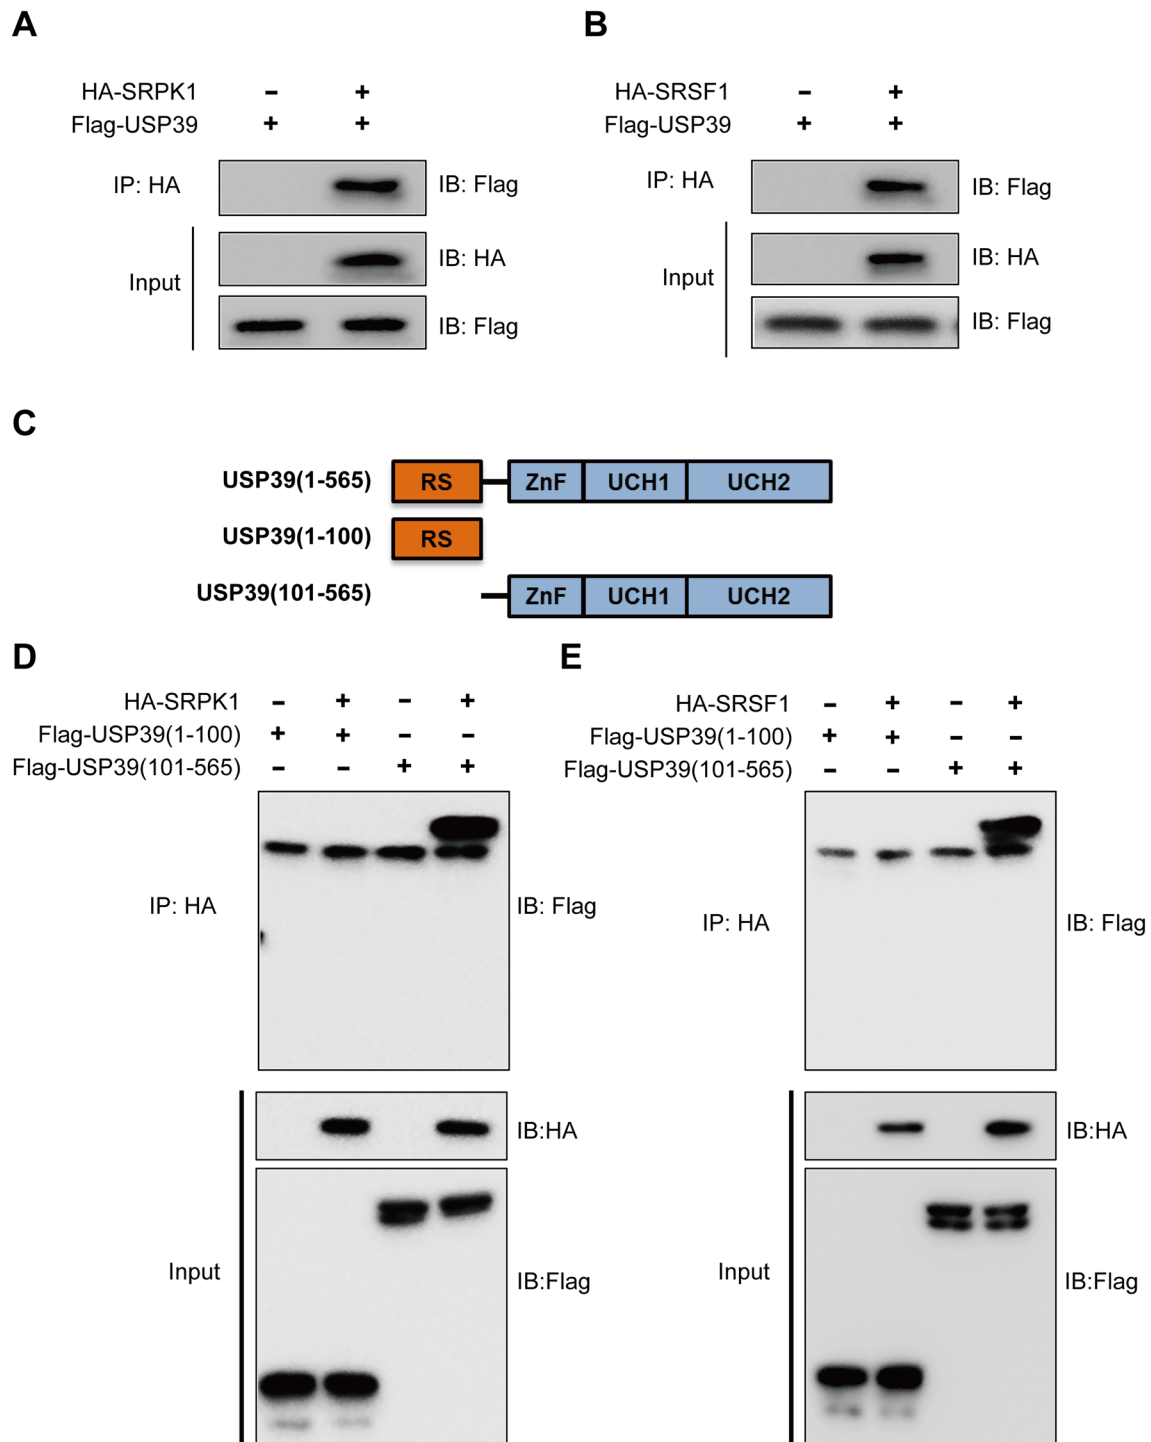 A
HA-SRPK1 – +
Flag-USP39 + +
IP: HA IB: Flag
IB: HA
Input
IB: Flag
B
HA-SRSF1 – +
Flag-USP39 + +
IP: HA IB: Flag
IB: HA
Input
IB: Flag
C
USP39(1-565) RS ZnF UCH1 UCH2
USP39(1-100) RS
USP39(101-565) ZnF UCH1 UCH2
D
HA-SRPK1 – + – +
Flag-USP39(1-100) + + – –
Flag-USP39(101-565) – – + +
IP: HA IB: Flag
IB:HA
Input IB:Flag
E
HA-SRSF1 – + – +
Flag-USP39(1-100) + + – –
Flag-USP39(101-565) – – + +
IP: HA IB: Flag
IB:HA
Input IB:Flag